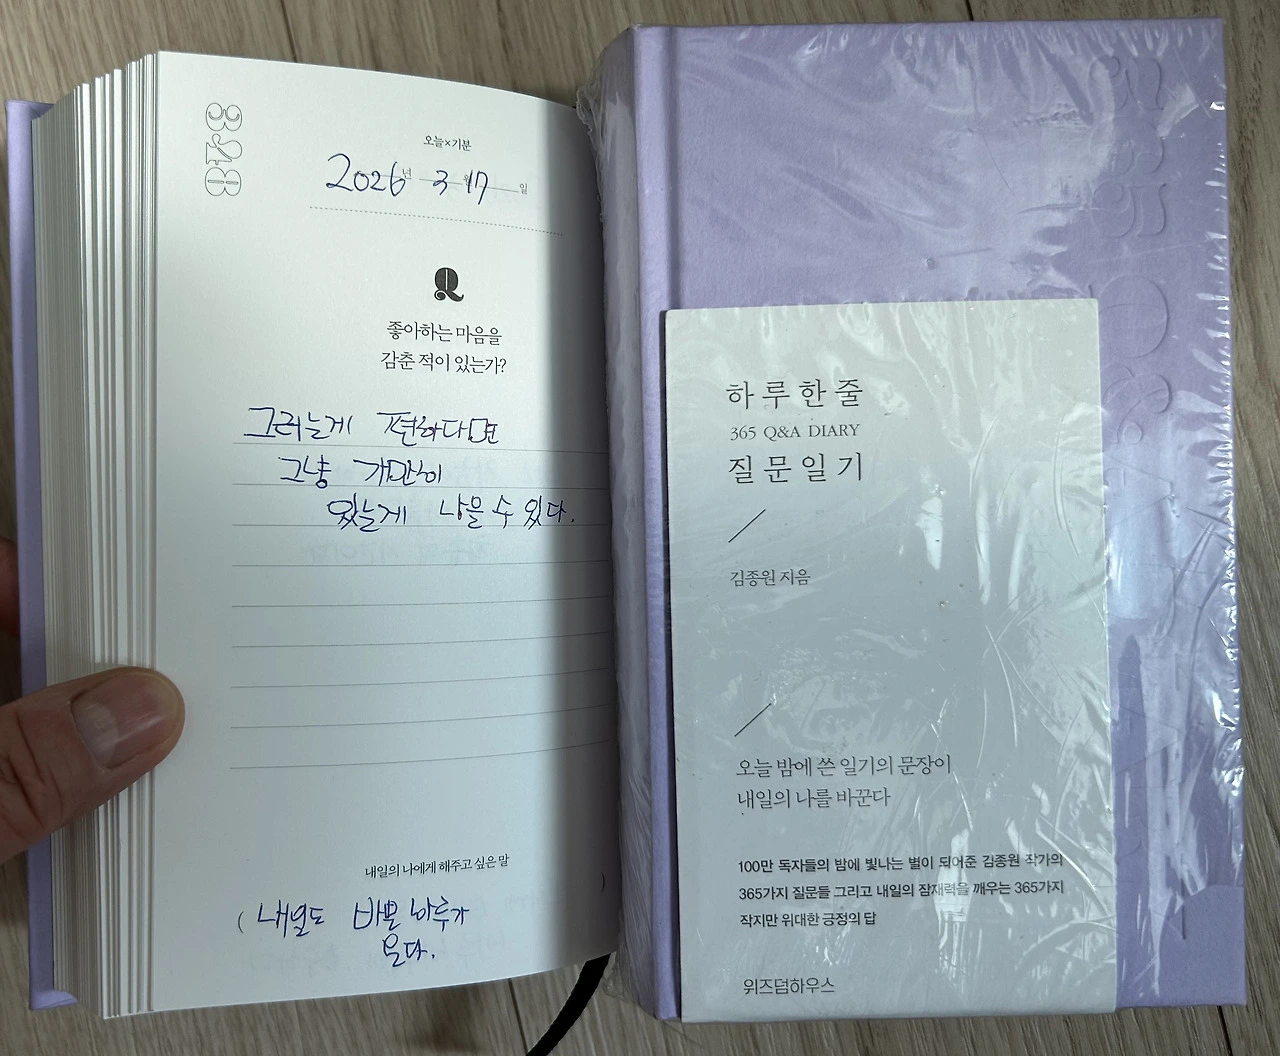 348
오늘×기분
2026년 3월 17일
Q
좋아하는 마음을
감춘 적이 있는가?
그러는게 편하다면
그냥 가만히
있는게 나을 수 있다.
내일의 나에게 해주고 싶은 말
( 내일도 바쁜 하루가
온다. )
하루한줄
365 Q&A DIARY
질문일기
김종원 지음
오늘 밤에 쓴 일기의 문장이
내일의 나를 바꾼다
100만 독자들의 밤에 빛나는 별이 되어준 김종원 작가의
365가지 질문들 그리고 내일의 잠재력을 깨우는 365가지
작지만 위대한 긍정의 답
위즈덤하우스